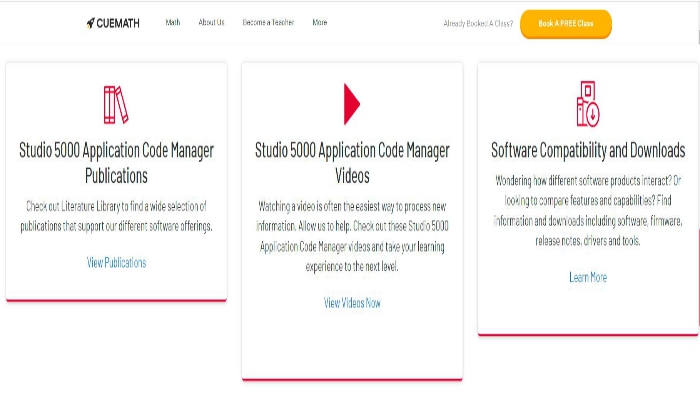 CUEMATH Math About Us Become a Teacher More Already Booked A Class? Book A FREE Class
Studio 5000 Application Code Manager
Publications
Check out Literature Library to find a wide selection of
publications that support our different software offerings.
View Publications
Studio 5000 Application Code Manager
Videos
Watching a video is often the easiest way to process new
information. Allow us to help. Check out these Studio 5000
Application Code Manager videos and take your learning
experience to the next level.
View Videos Now
Software Compatibility and Downloads
Wondering how different software products interact? Or
looking to compare features and capabilities? Find
information and downloads including software, firmware,
release notes, drivers and tools.
Learn More